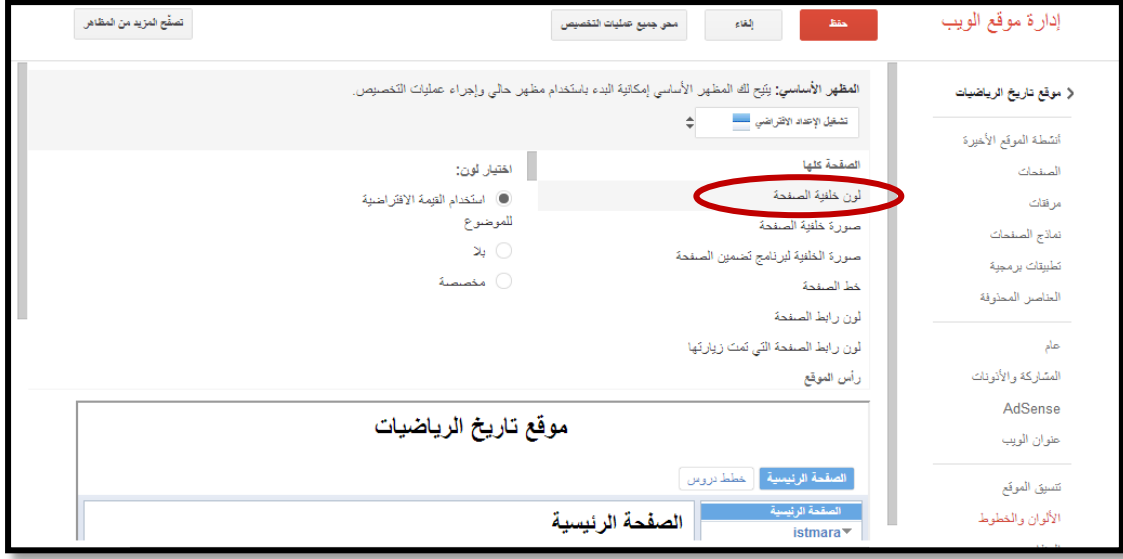 إدارة موقع الويب
حفظ
إلغاء
محو جميع عمليات التخصيص
تصفّح المزيد من المظاهر
موقع تاريخ الرياضيات
أنشطة الموقع الأخيرة
الصفحات
مرفقات
نماذج الصفحات
تطبيقات برمجية
العناصر المحذوفة
عام
المشاركة والأذونات
AdSense
عنوان الويب
تنسيق الموقع
الألوان والخطوط
المظهر الأساسي: يتيح لك المظهر الأساسي إمكانية البدء باستخدام مظهر حالي وإجراء عمليات التخصيص.
تشغيل الإعداد الافتراضي
الصفحة كلها
لون خلفية الصفحة
صورة خلفية الصفحة
صورة الخلفية لبرنامج تضمين الصفحة
خط الصفحة
لون رابط الصفحة
لون رابط الصفحة التي تمت زيارتها
رأس الموقع
اختيار لون:
استخدام القيمة الافتراضية
للموضوع
بلا
مخصصة
موقع تاريخ الرياضيات
الصفحة الرئيسية
خطط دروس
الصفحة الرئيسية
istmara
الصفحة الرئيسية